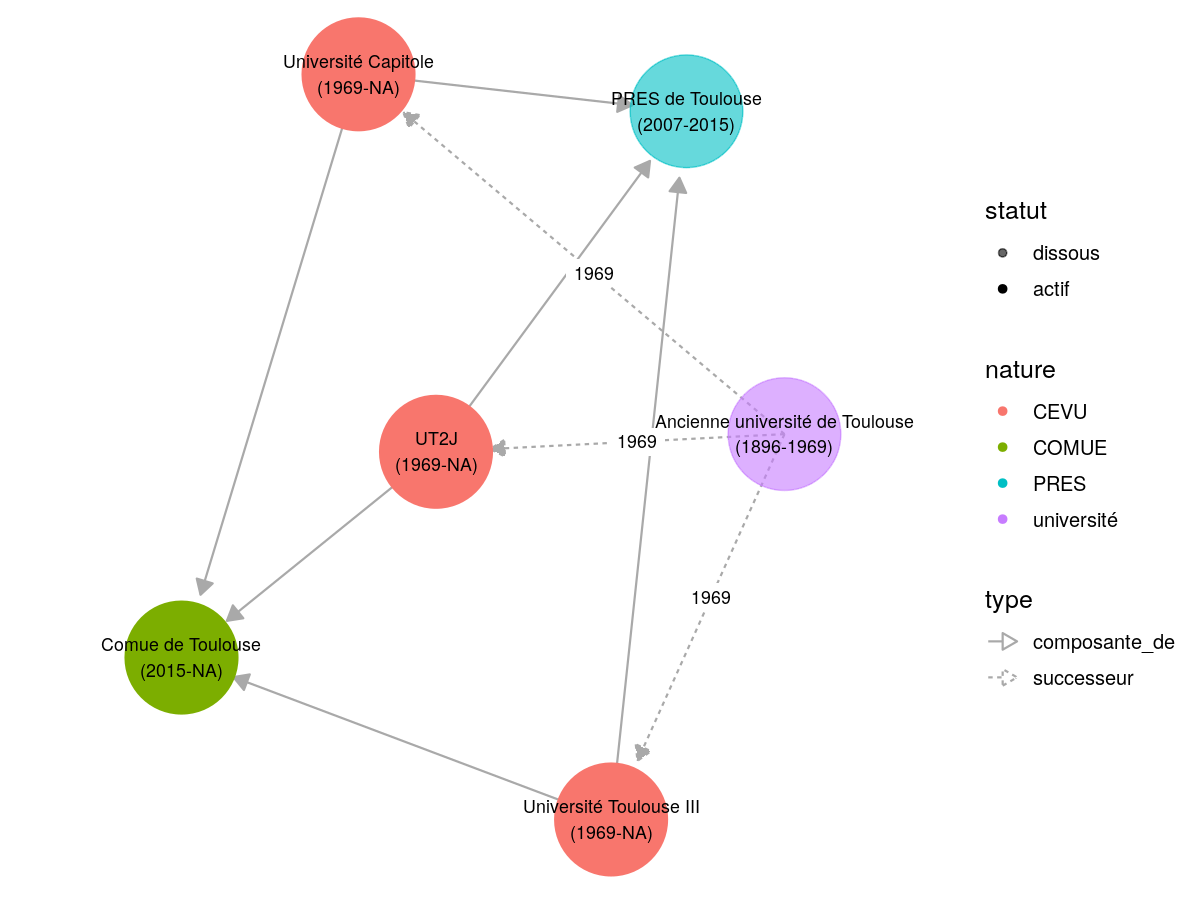 Université Capitole
(1969-NA)
PRES de Toulouse
(2007-2015)
1969
Ancienne université de Toulouse
(1896-1969)
UT2J
(1969-NA)
1969
1969
Comue de Toulouse
(2015-NA)
Université Toulouse III
(1969-NA)
statut
dissous
actif
nature
CEVU
COMUE
PRES
université
type
composante_de
successeur